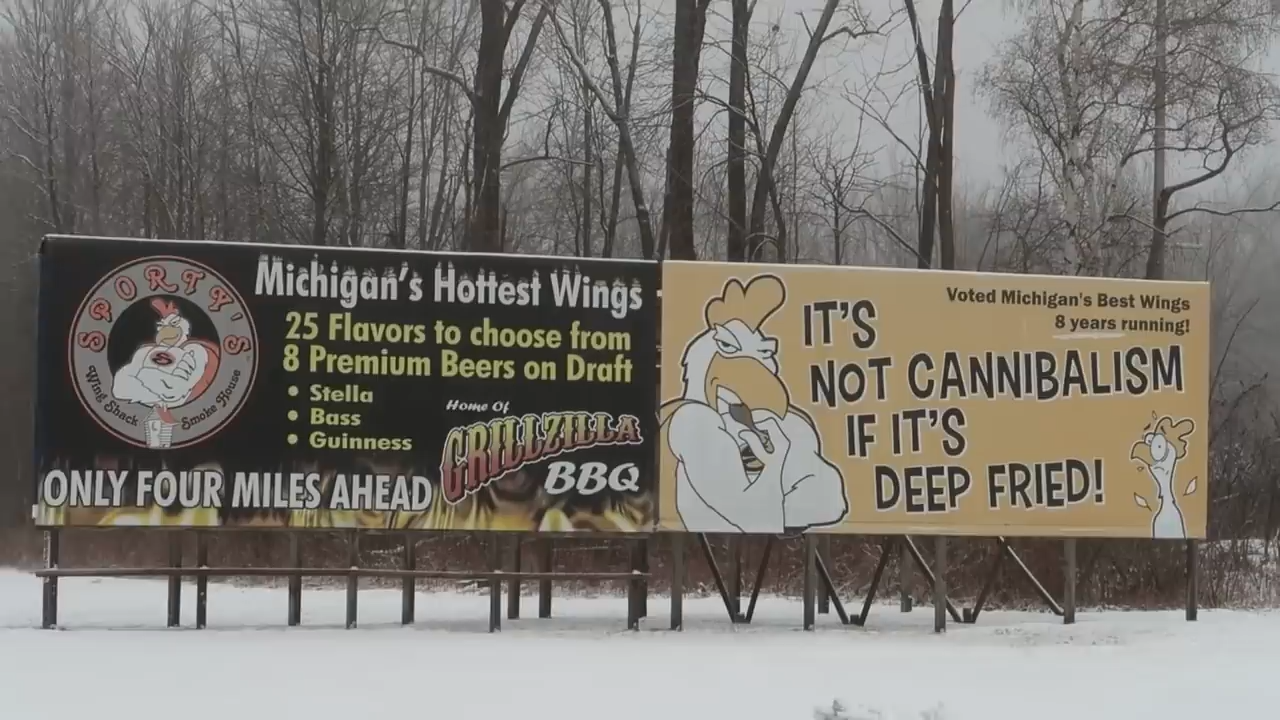 SPORTY'S
Wing Shack Smoke House
Michigan's Hottest Wings
25 Flavors to choose from
8 Premium Beers on Draft
• Stella
• Bass
• Guinness
Home Of
GRILLZILLA
BBQ
ONLY FOUR MILES AHEAD
Voted Michigan's Best Wings
8 years running!
IT'S
NOT CANNIBALISM
IF IT'S
DEEP FRIED!